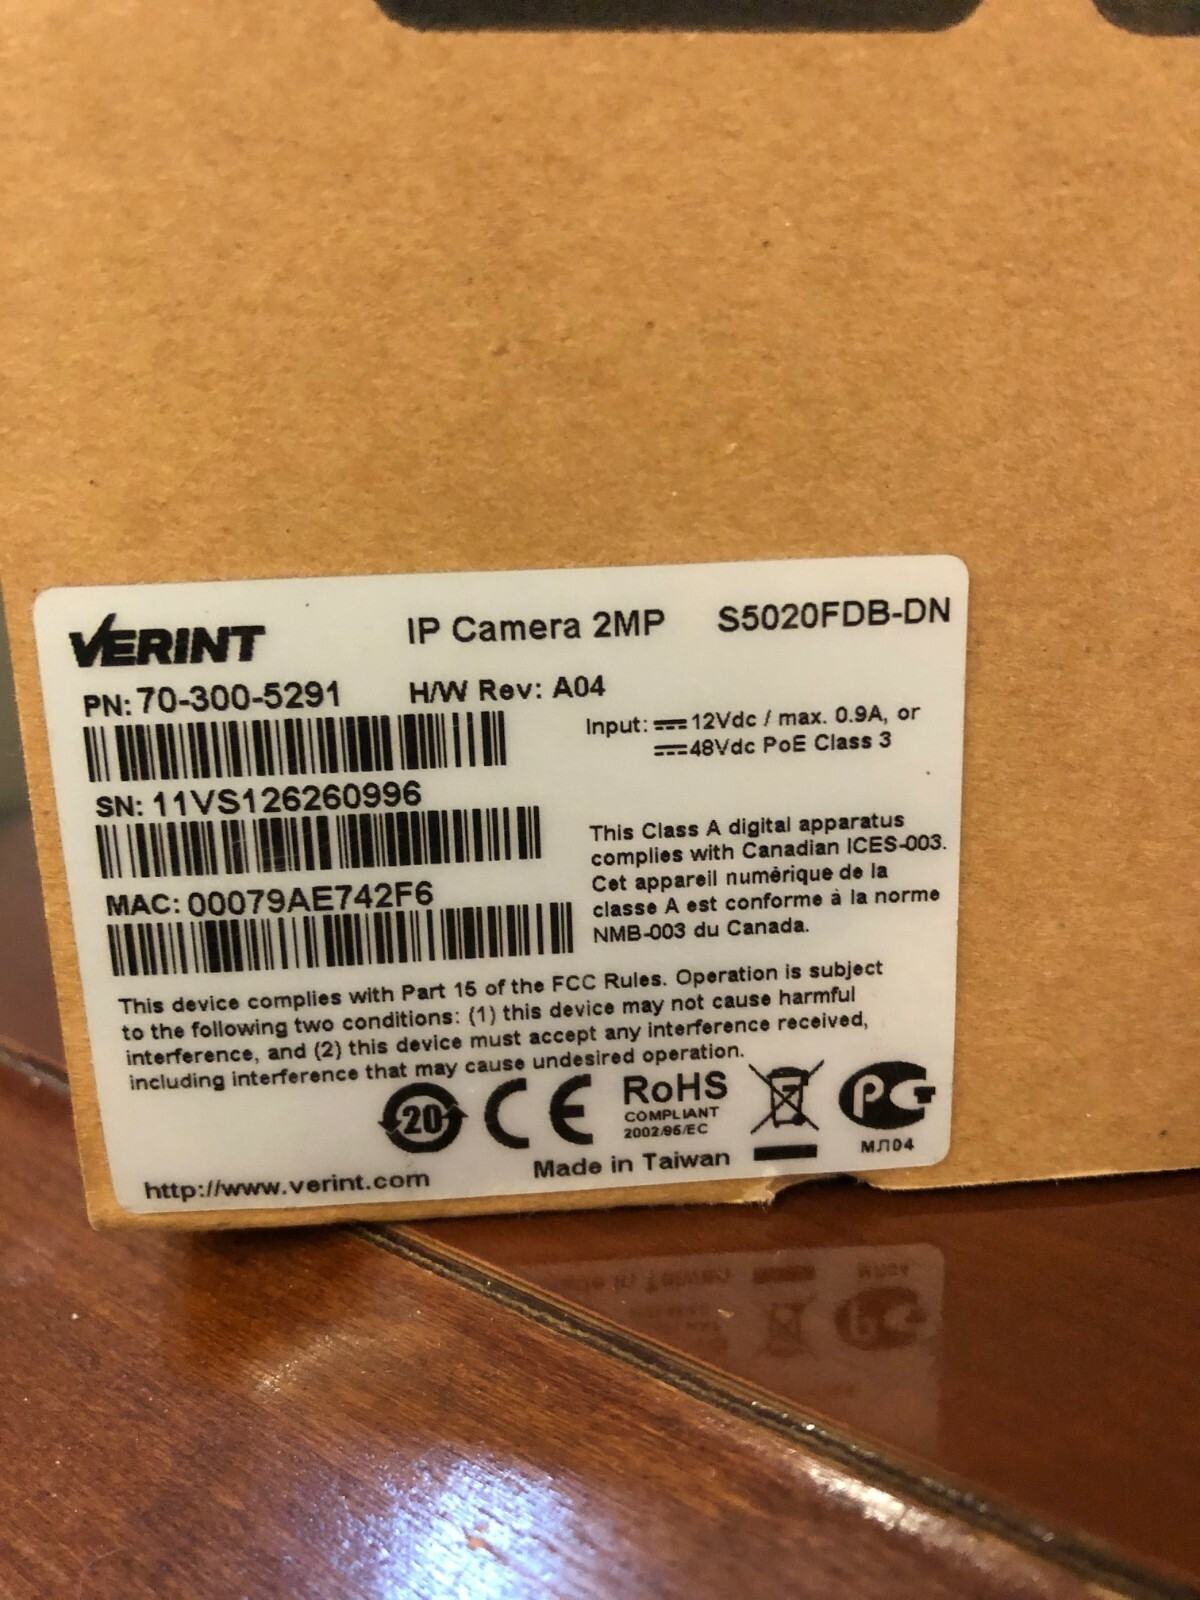 VERINT IP Camera 2MP S5020FDB-DN
PN: 70-300-5291 H/W Rev: A04
Input: ⎓12Vdc / max. 0.9A, or
⎓48Vdc PoE Class 3
SN: 11VS126260996
MAC: 00079AE742F6
This Class A digital apparatus
complies with Canadian ICES-003.
Cet appareil numérique de la
classe A est conforme à la norme
NMB-003 du Canada.
This device complies with Part 15 of the FCC Rules. Operation is subject
to the following two conditions: (1) this device may not cause harmful
interference, and (2) this device must accept any interference received,
including interference that may cause undesired operation.
20 CE RoHS
COMPLIANT
2002/95/EC
РСТ
МЛ04
http://www.verint.com Made in Taiwan